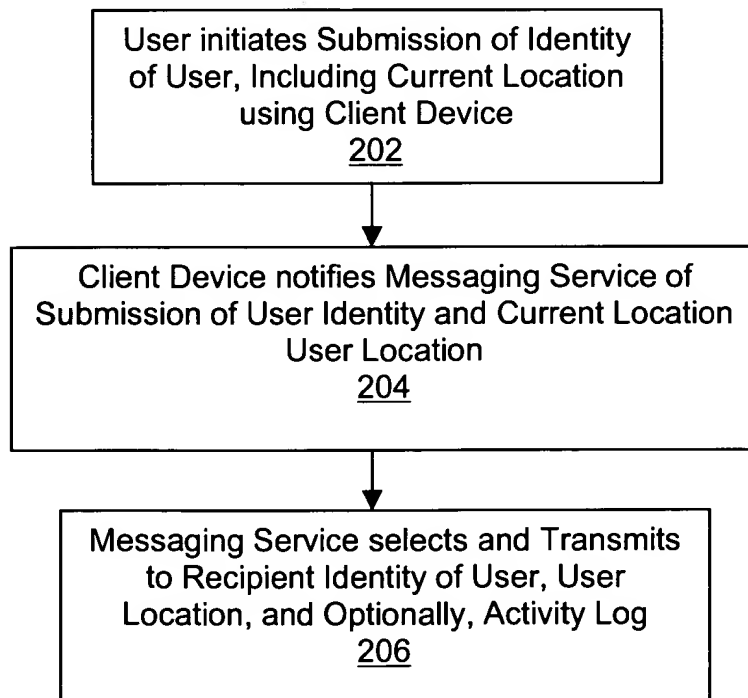 User initiates Submission of Identity
of User, Including Current Location
using Client Device
202
Client Device notifies Messaging Service of
Submission of User Identity and Current Location
User Location
204
Messaging Service selects and Transmits
to Recipient Identity of User, User
Location, and Optionally, Activity Log
206